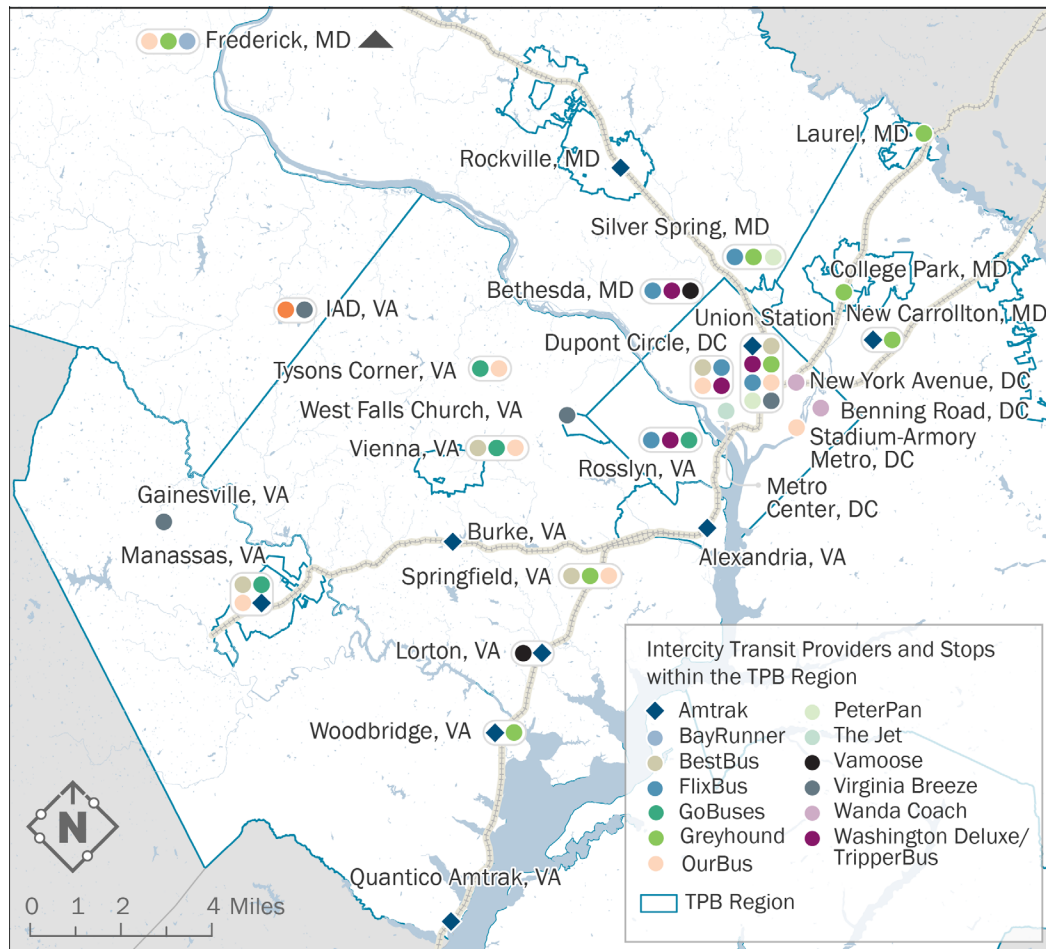 Frederick, MD
Laurel, MD
Rockville, MD
Silver Spring, MD
College Park, MD
Bethesda, MD
IAD, VA
Union Station
New Carrollton, MD
Dupont Circle, DC
Tysons Corner, VA
New York Avenue, DC
West Falls Church, VA
Benning Road, DC
Vienna, VA
Stadium-Armory
Metro, DC
Rosslyn, VA
Metro
Center, DC
Gainesville, VA
Burke, VA
Manassas, VA
Alexandria, VA
Springfield, VA
Lorton, VA
Woodbridge, VA
Quantico Amtrak, VA
N
0 1 2 4 Miles
Intercity Transit Providers and Stops
within the TPB Region
Amtrak
BayRunner
BestBus
FlixBus
GoBuses
Greyhound
OurBus
PeterPan
The Jet
Vamoose
Virginia Breeze
Wanda Coach
Washington Deluxe/
TripperBus
TPB Region